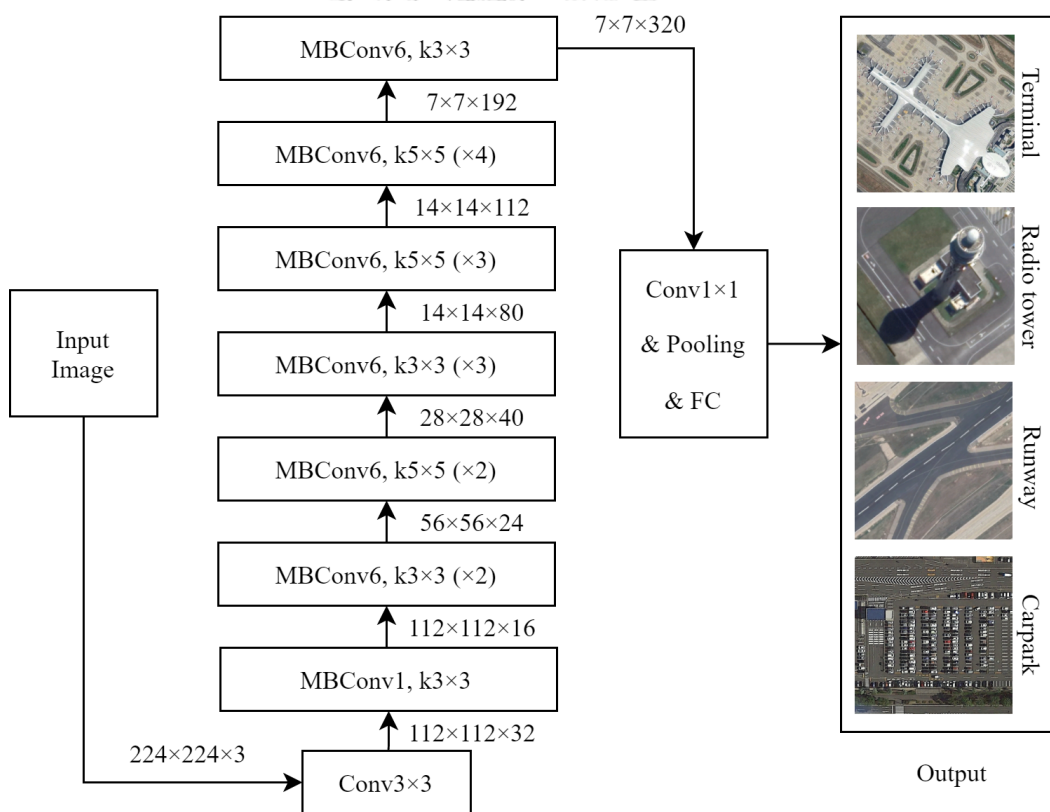 Input
Image
224×224×3
Conv3×3
112×112×32
MBConv1, k3×3
112×112×16
MBConv6, k3×3 (×2)
56×56×24
MBConv6, k5×5 (×2)
28×28×40
MBConv6, k3×3 (×3)
14×14×80
MBConv6, k5×5 (×3)
14×14×112
MBConv6, k5×5 (×4)
7×7×192
MBConv6, k3×3
7×7×320
Conv1×1
& Pooling
& FC
Terminal
Radio tower
Runway
Carpark
Output